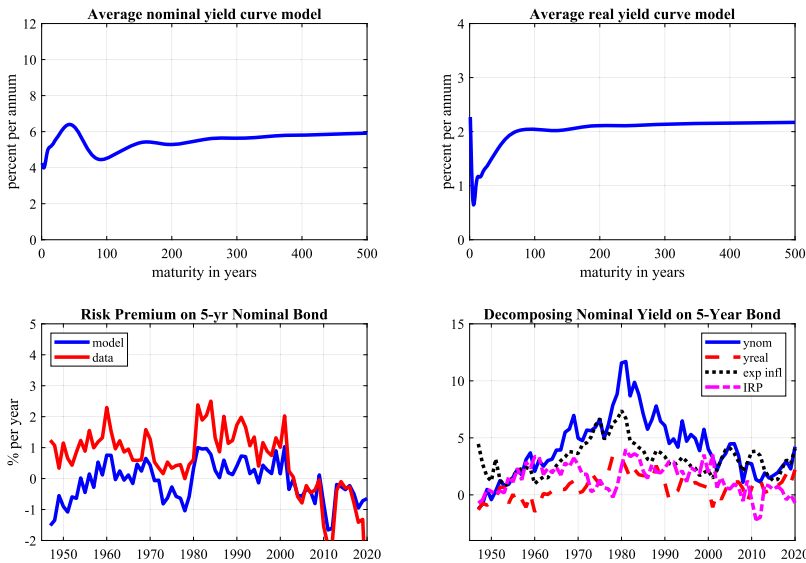 Average nominal yield curve model
12
10
8
6
4
2
0
percent per annum
0 100 200 300 400 500
maturity in years
Average real yield curve model
4
3
2
1
0
percent per annum
0 100 200 300 400 500
maturity in years
Risk Premium on 5-yr Nominal Bond
5
4
3
2
1
0
-1
-2
% per year
model
data
1950 1960 1970 1980 1990 2000 2010 2020
Decomposing Nominal Yield on 5-Year Bond
15
10
5
0
ynom
yreal
exp infl
IRP
1950 1960 1970 1980 1990 2000 2010 2020